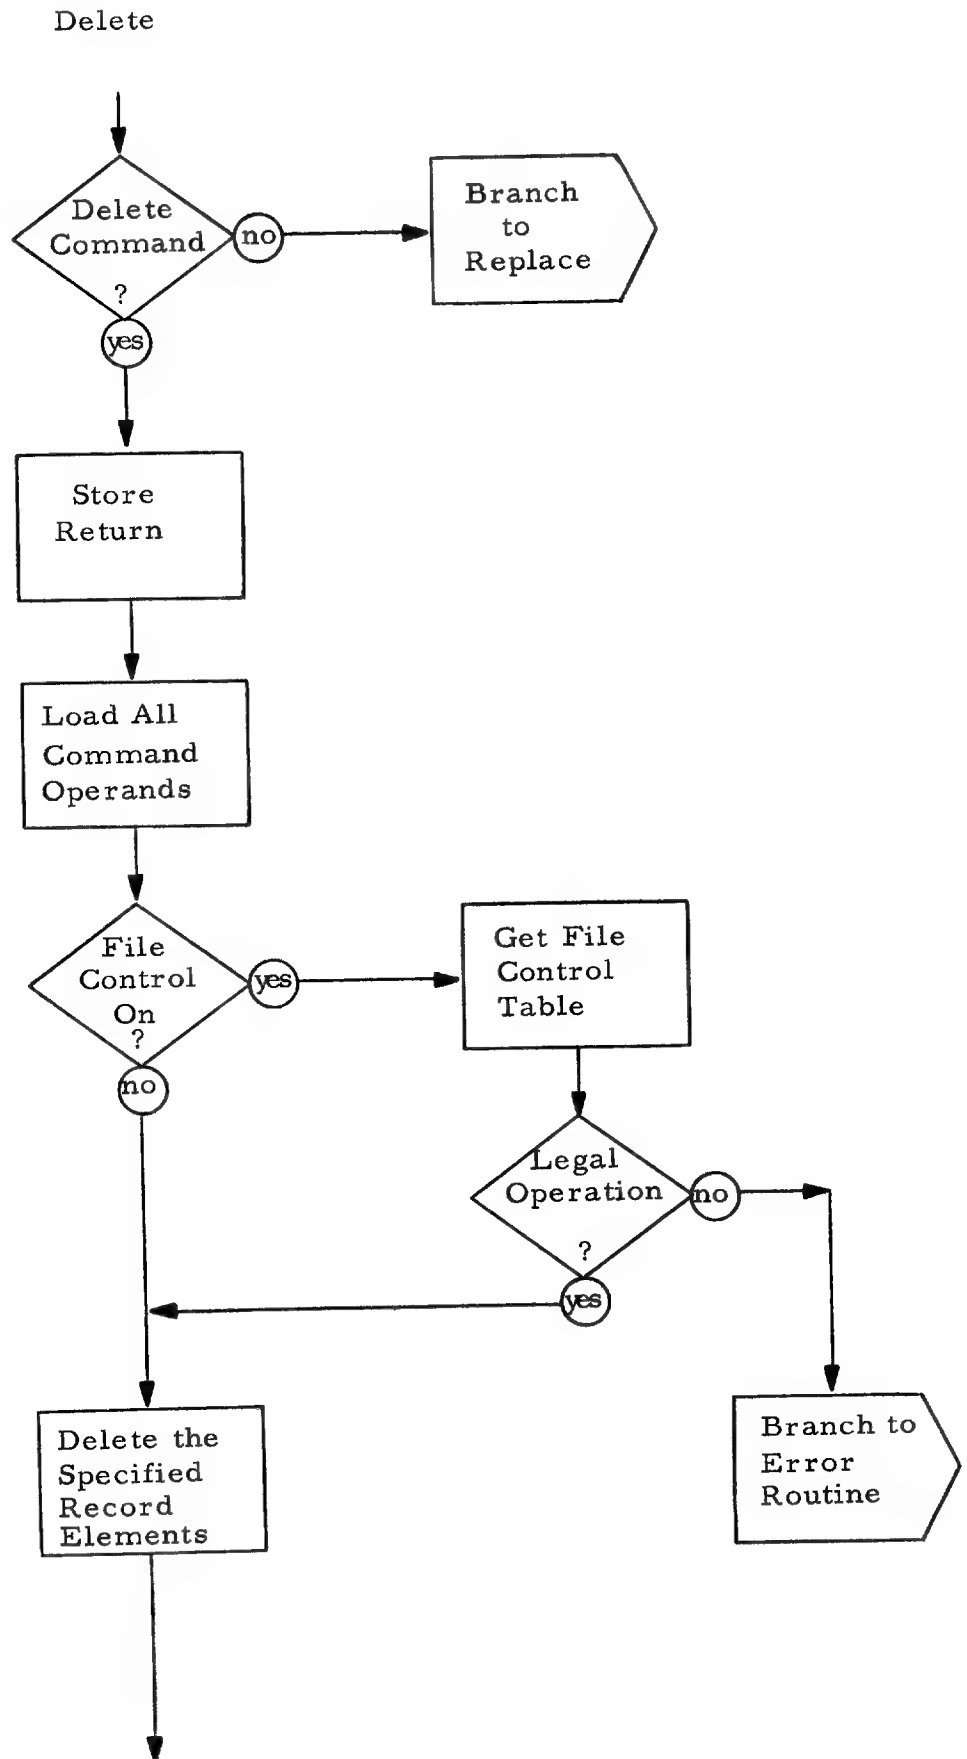 Delete
Delete
Command
?
no
Branch
to
Replace
yes
Store
Return
Load All
Command
Operands
File
Control
On
?
yes
Get File
Control
Table
no
Legal
Operation
?
no
yes
Delete the
Specified
Record
Elements
Branch to
Error
Routine